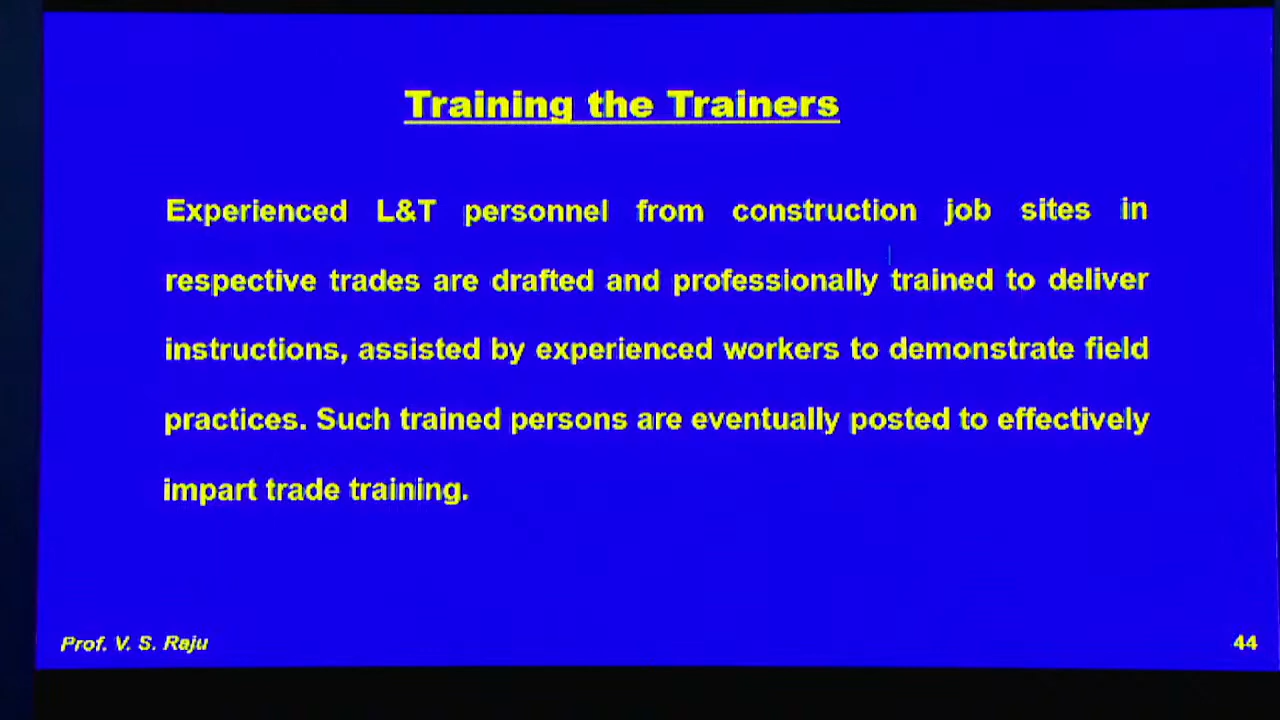 Training the Trainers
Experienced L&T personnel from construction job sites in
respective trades are drafted and professionally trained to deliver
instructions, assisted by experienced workers to demonstrate field
practices. Such trained persons are eventually posted to effectively
impart trade training.
Prof. V. S. Raju
44